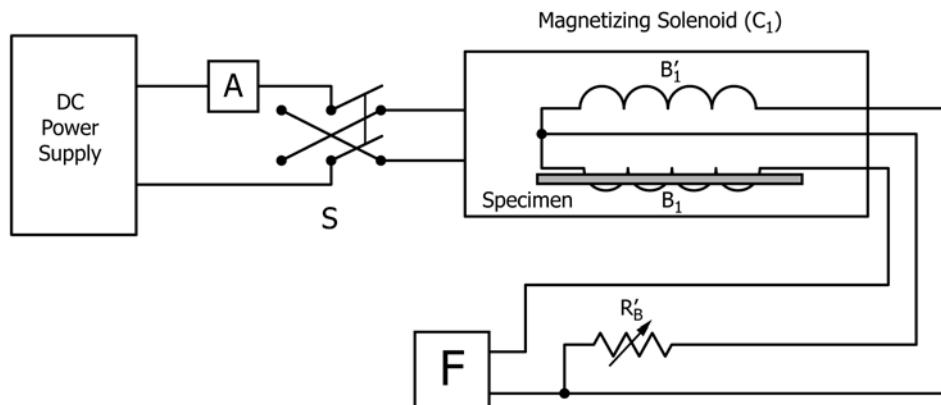 Magnetizing Solenoid (C₁)
DC
Power
Supply
A
S
B′₁
Specimen
B₁
R′B
F